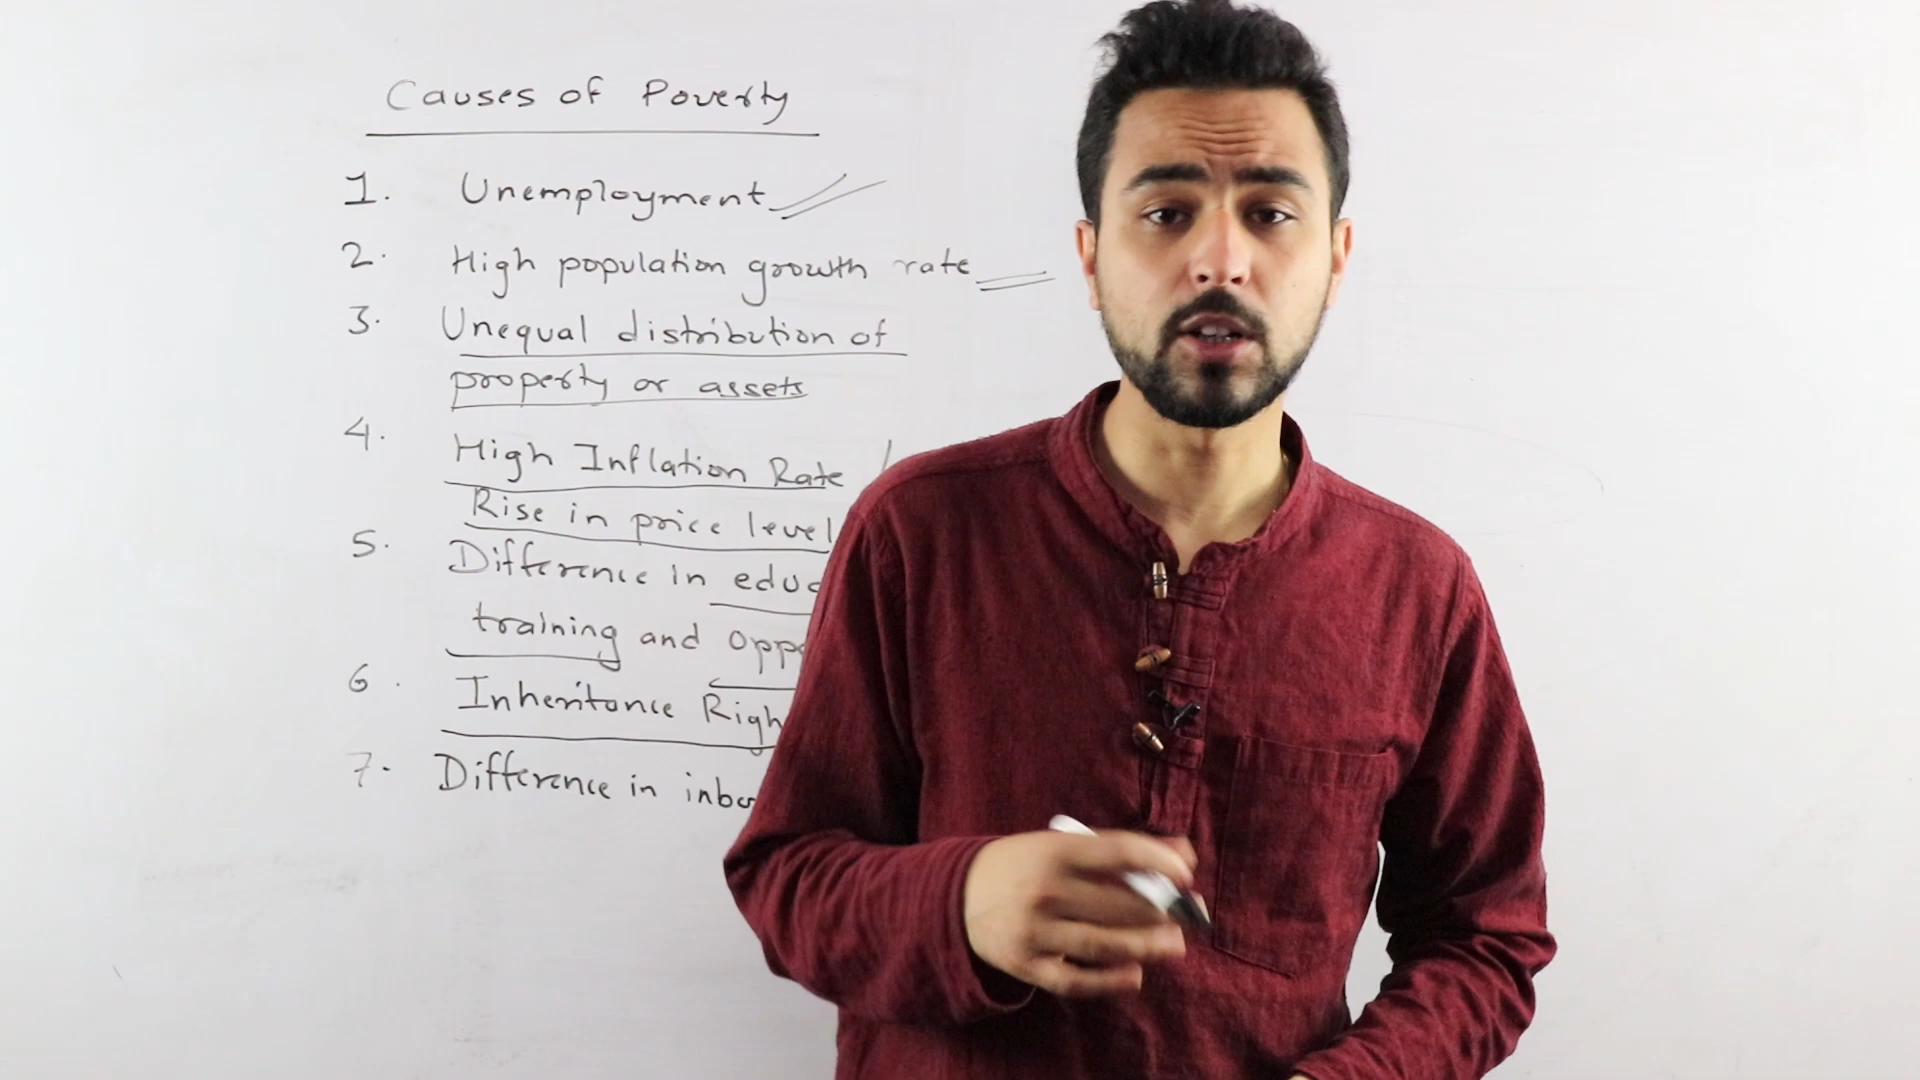 Causes of Poverty
1. Unemployment
2. High population growth rate
3. Unequal distribution of
property or assets
4. High Inflation Rate /
Rise in price level
5. Difference in
training and
6. Inheritance
7. Difference in